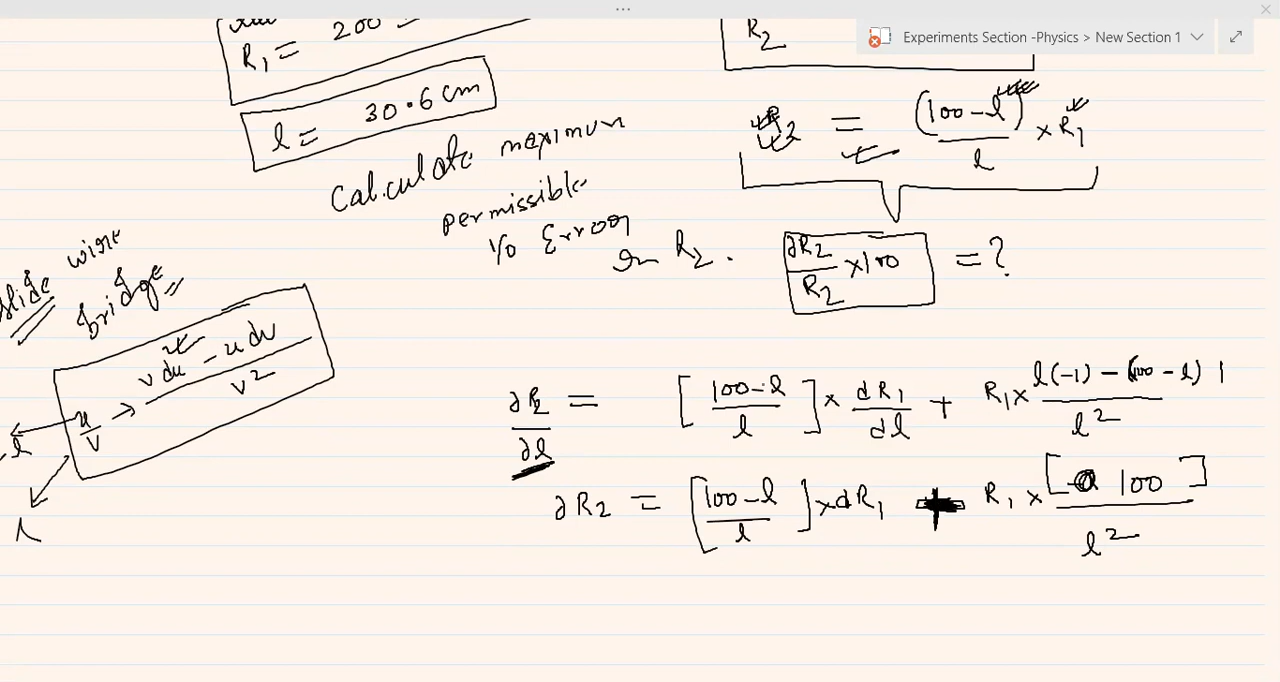 Experiments Section -Physics > New Section 1
R₁ = 200
R₂
l = 30.6 cm
R₂ = (100-l)/l × R₁
Calculate maximum
permissible
% Error
in R₂.
∂R₂/R₂ × 100 = ?
slide wire
bridge
u/v → (v du - u dv)/v²
l
∂R₂/∂l = [(100-l)/l] × dR₁/dl + R₁ × (l(-1) - (100-l) 1)/l²
∂R₂ = [(100-l)/l] × dR₁ + R₁ × [100]/l²